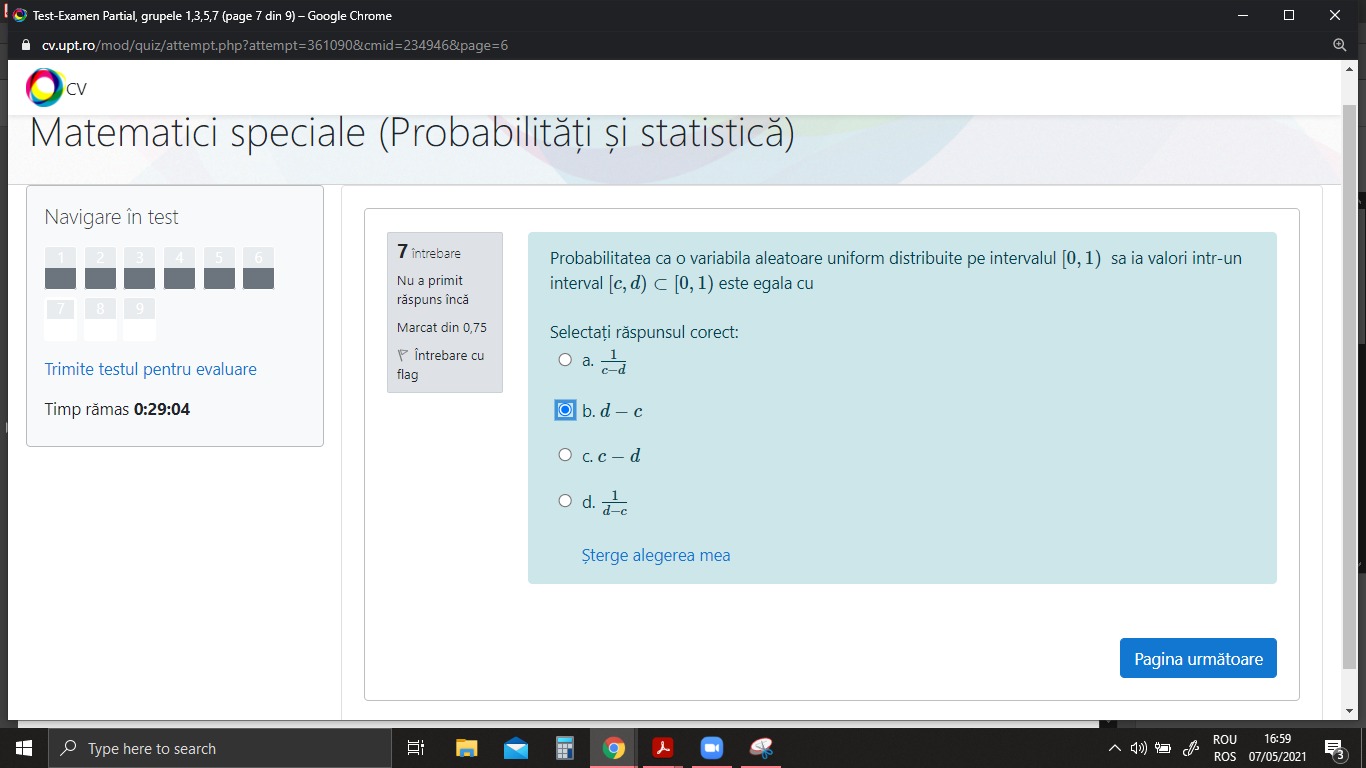 Test-Examen Partial, grupele 1,3,5,7 (page 7 din 9) – Google Chrome
cv.upt.ro/mod/quiz/attempt.php?attempt=361090&cmid=234946&page=6
CV
Matematici speciale (Probabilități și statistică)
Navigare în test
1 2 3 4 5 6
7 8 9
Trimite testul pentru evaluare
Timp rămas 0:29:04
7 întrebare
Nu a primit
răspuns încă
Marcat din 0,75
Întrebare cu
flag
Probabilitatea ca o variabila aleatoare uniform distribuite pe intervalul [0, 1) sa ia valori intr-un
interval [c, d) ⊂ [0, 1) este egala cu
Selectați răspunsul corect:
a. 1/(c−d)
b. d − c
c. c − d
d. 1/(d−c)
Șterge alegerea mea
Pagina următoare
Type here to search
ROU
ROS
16:59
07/05/2021
3